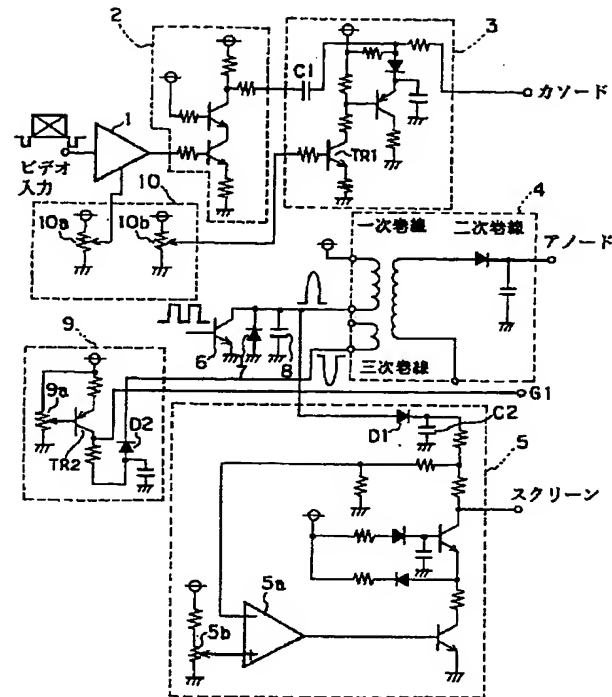 2
3
C1
カソード
1
ビデオ
入力
TR1
10
10a
10b
4
一次巻線
二次巻線
アノード
三次巻線
6
7
8
9
9a
TR2
D2
G1
D1
C2
5
スクリーン
5a
5b